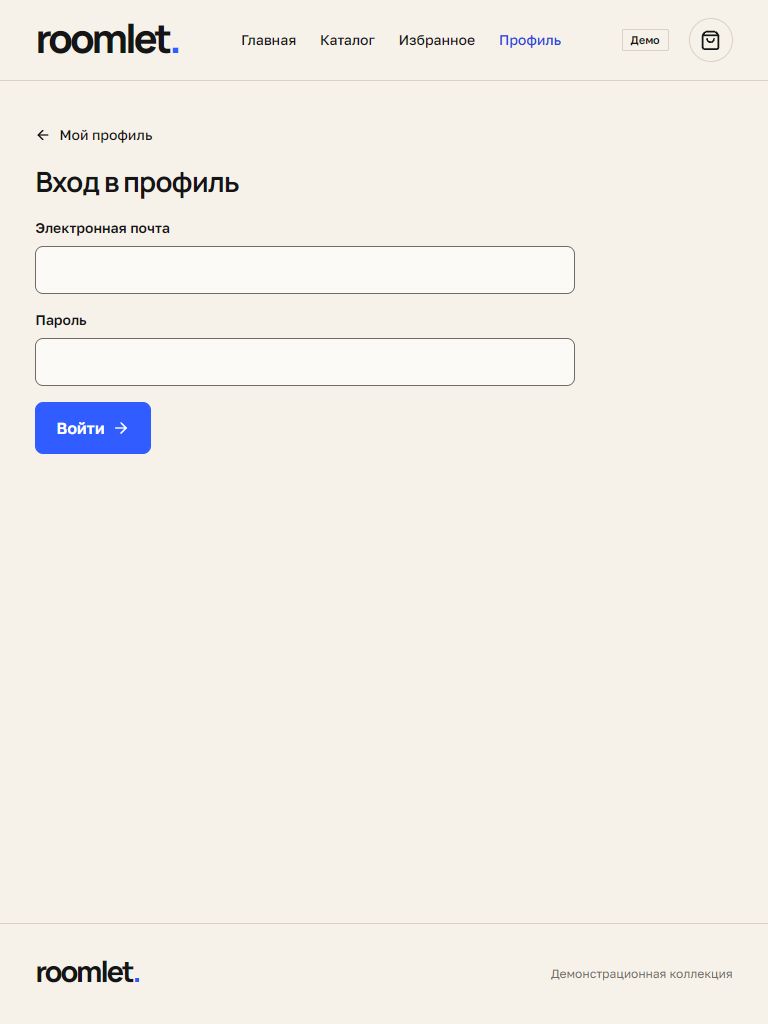 roomlet.
Главная Каталог Избранное Профиль Демо
Мой профиль
Вход в профиль
Электронная почта
Пароль
Войти
roomlet.
Демонстрационная коллекция